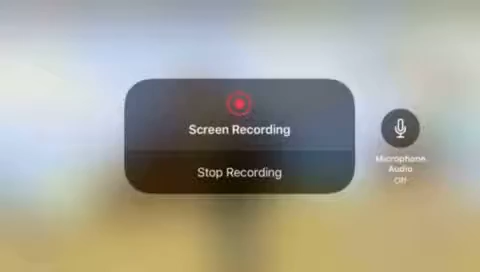 Screen Recording
Stop Recording
Microphone
Audio
Off